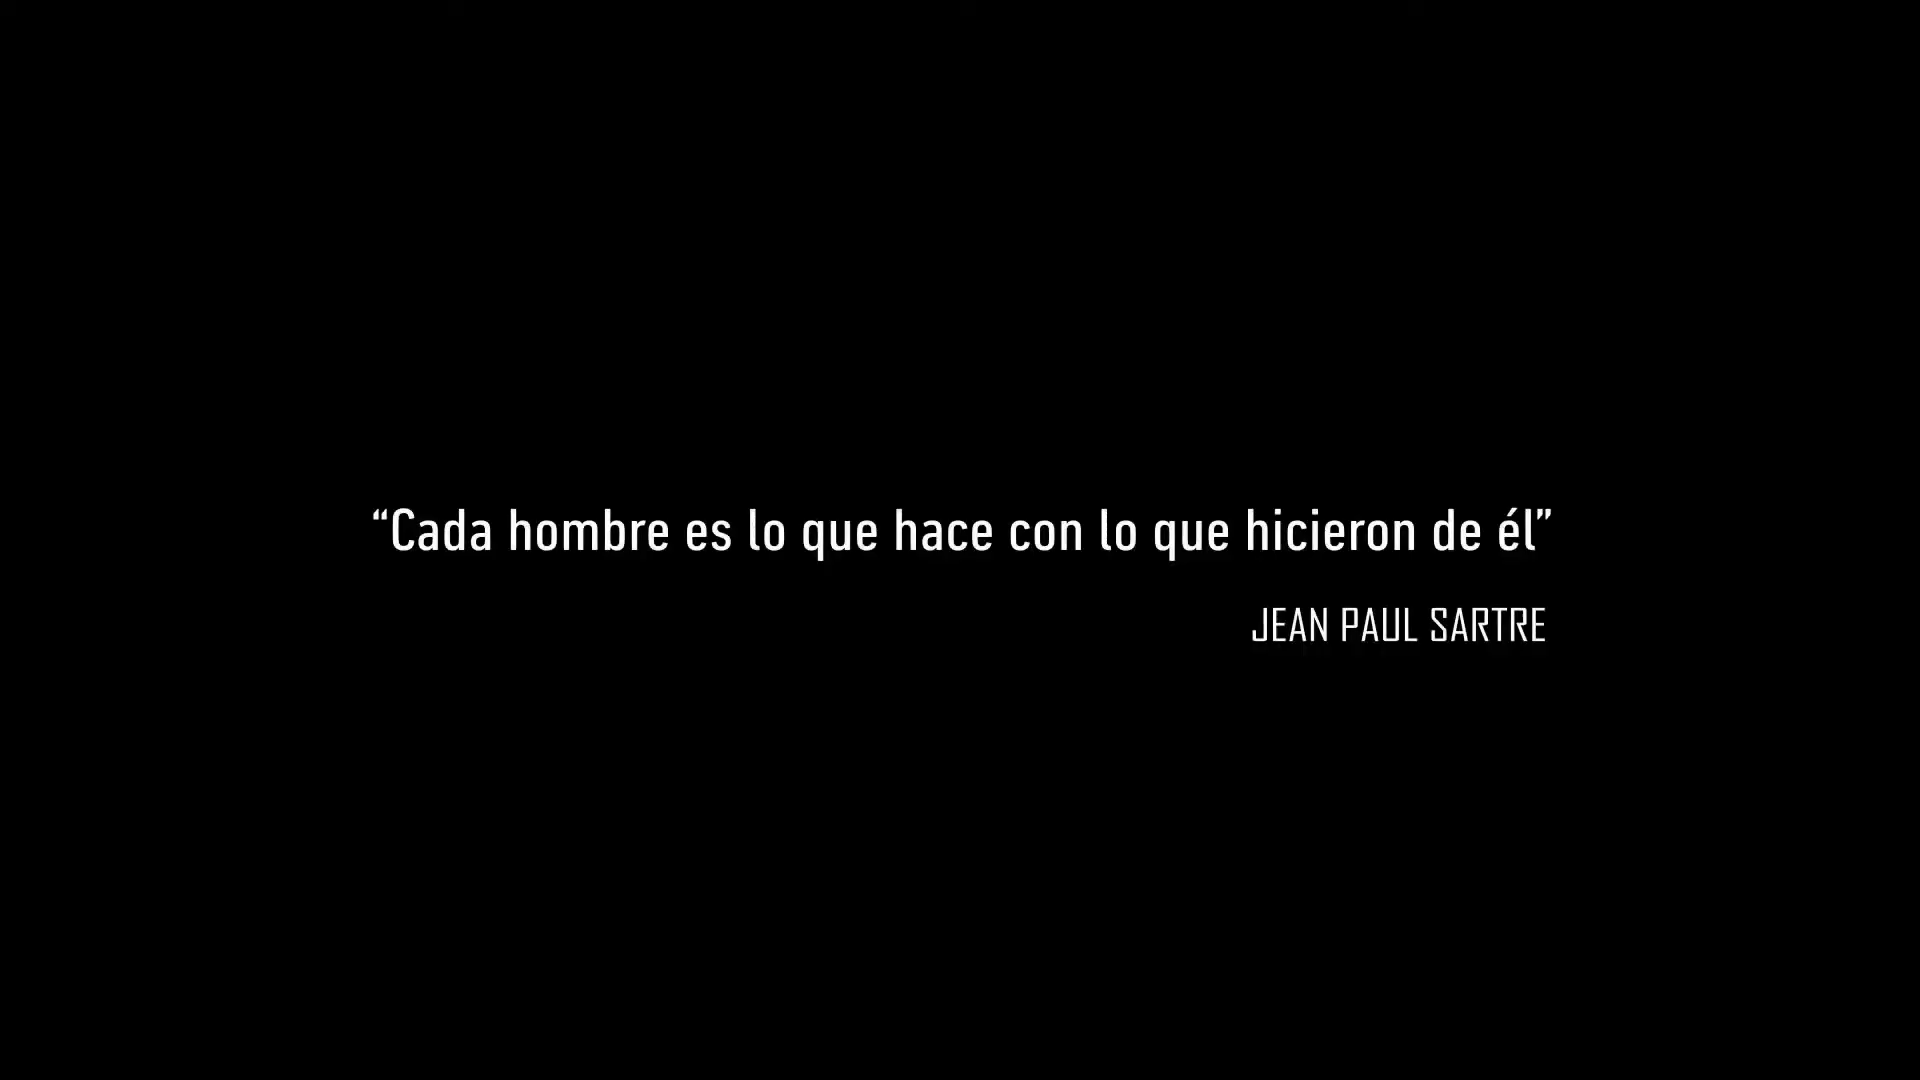 “Cada hombre es lo que hace con lo que hicieron de él”
JEAN PAUL SARTRE